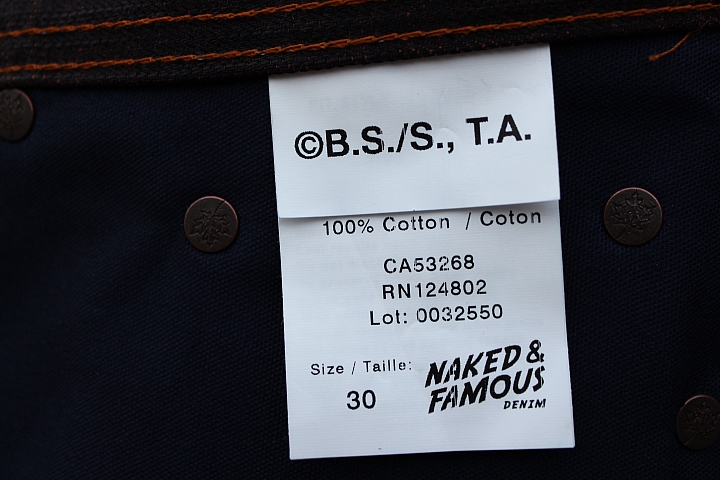 ©B.S./S., T.A.
100% Cotton / Coton
CA53268
RN124802
Lot: 0032550
Size / Taille:
30
NAKED &
FAMOUS
DENIM